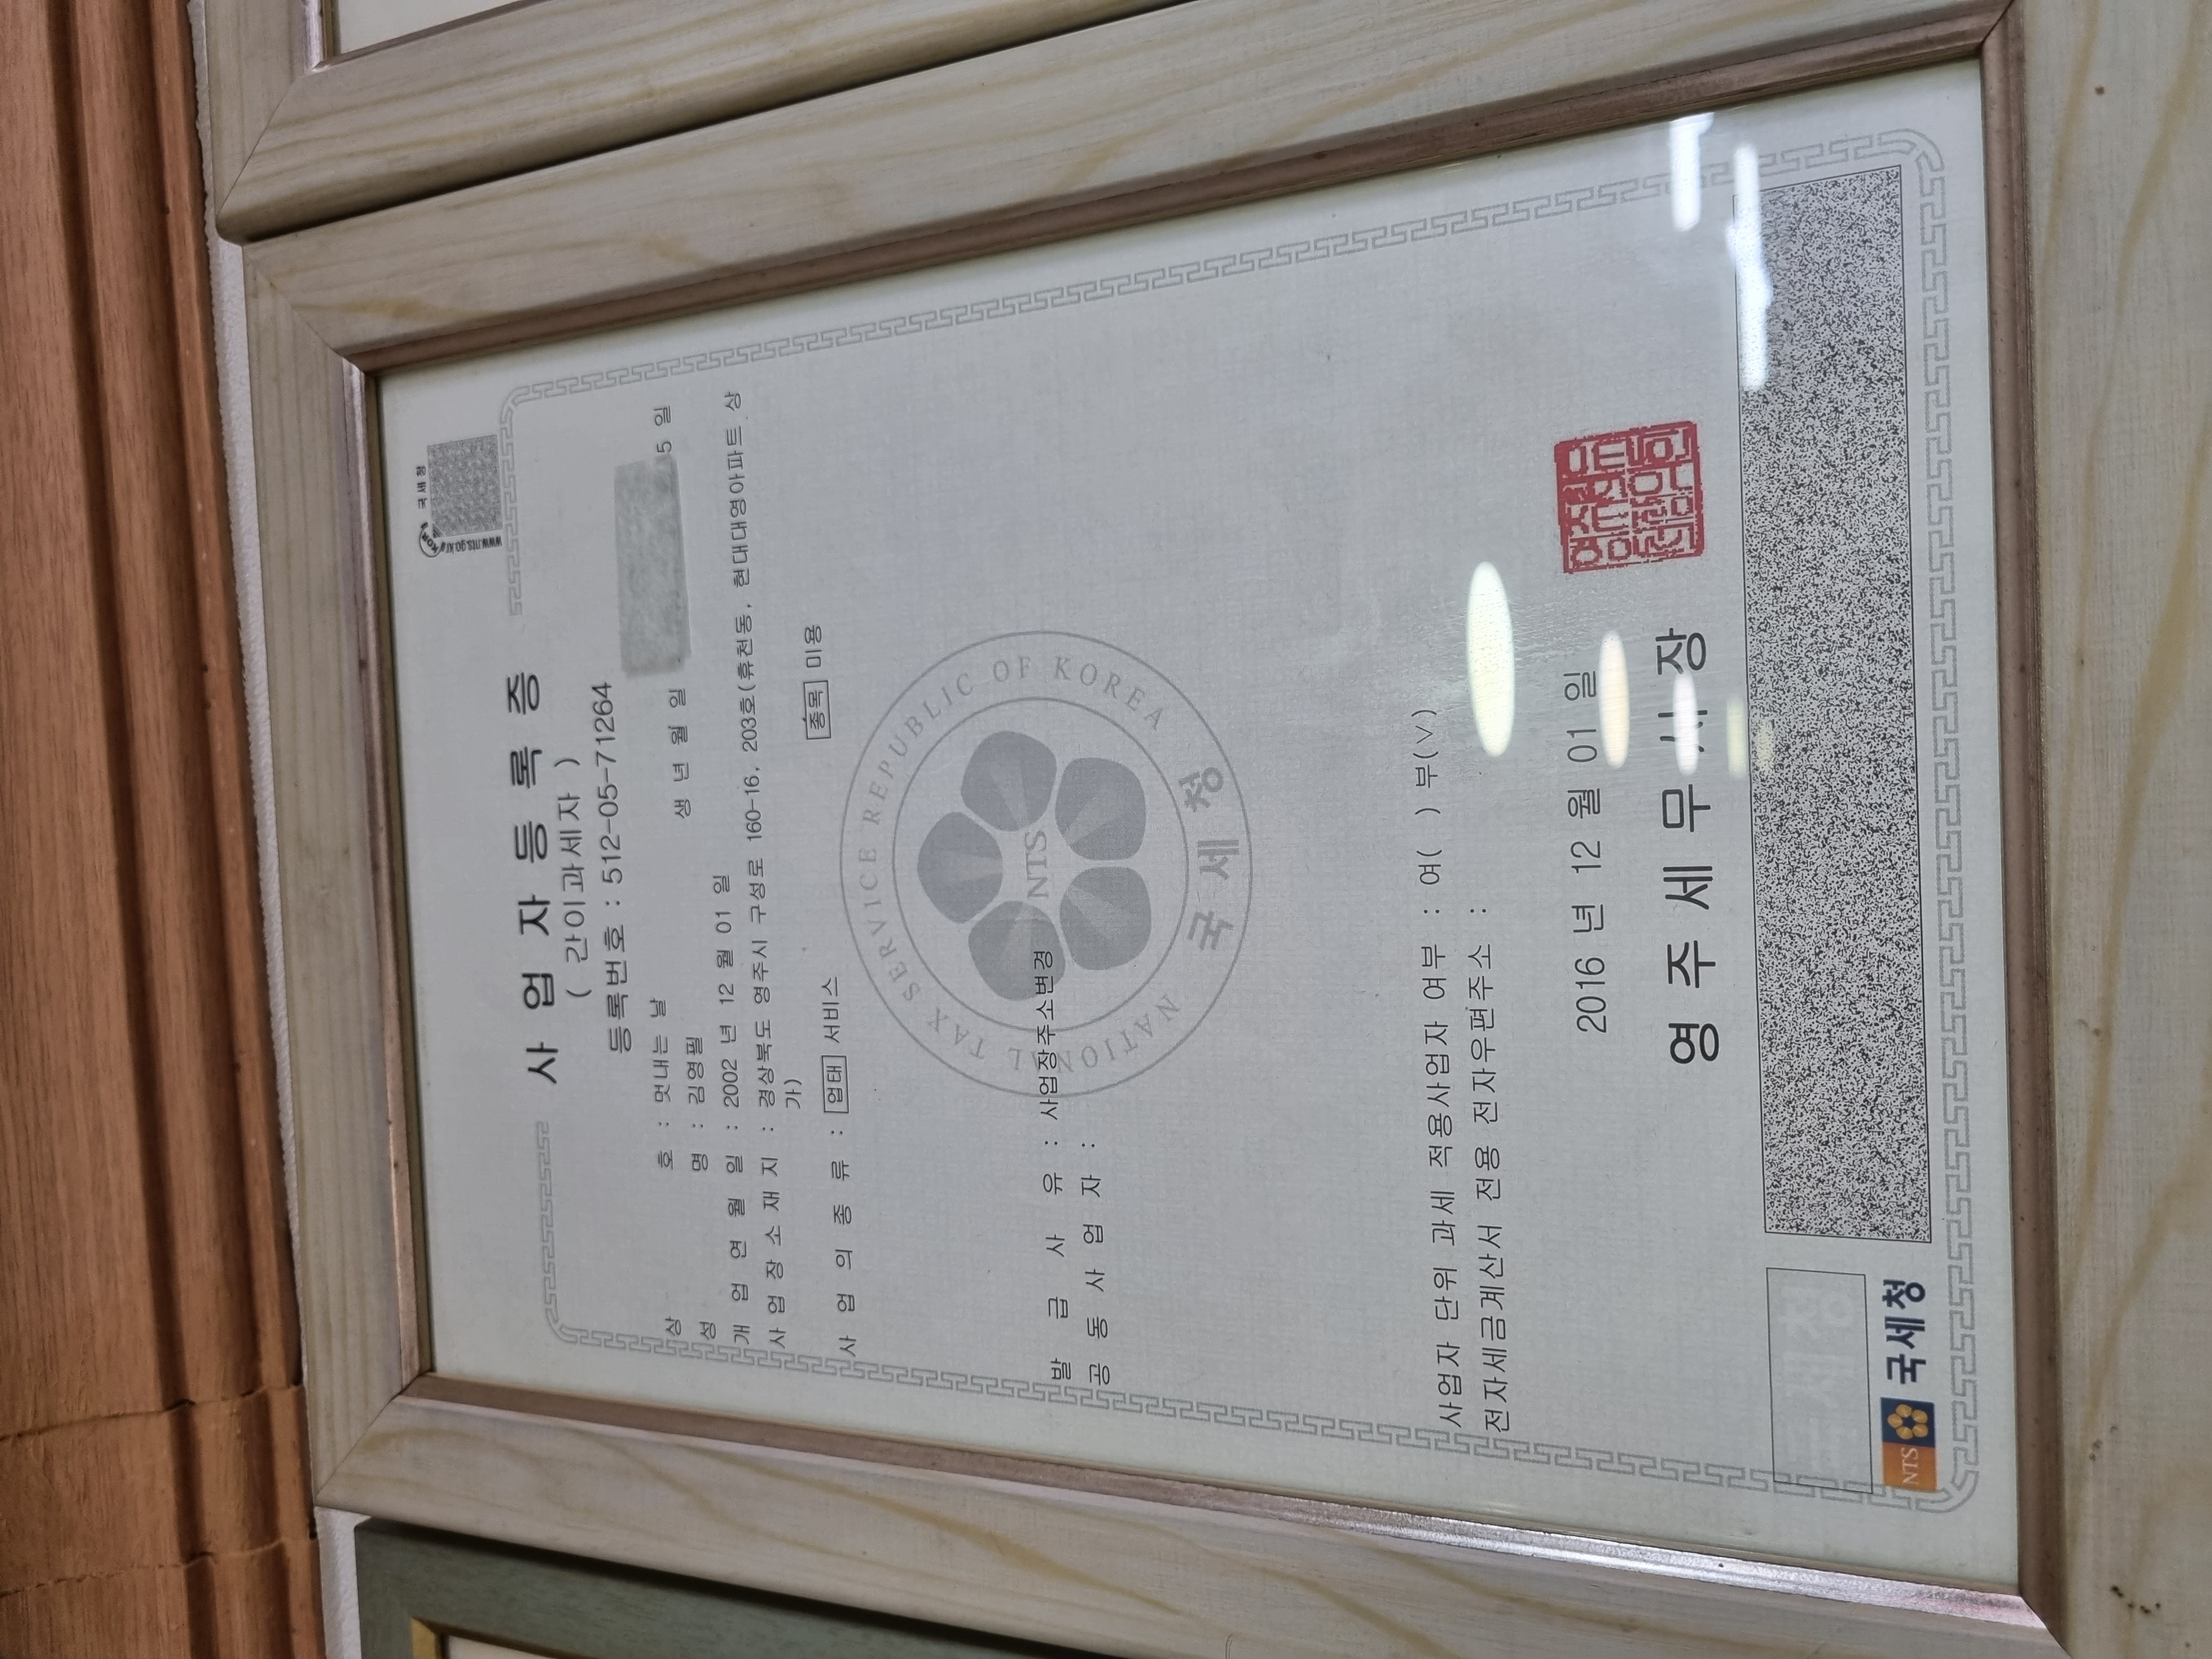 국세청
www.nts.go.kr
사 업 자 등 록 증
( 간이과세자 )
등록번호 : 512-05-71264
상 호 : 멋내는 날
성 명 : 김영필 생 년 월 일 5 일
개 업 연 월 일 : 2002 년 12 월 01 일
사 업 장 소 재 지 : 경상북도 영주시 구성로 160-16, 203호(휴천동, 현대대영아파트 상
가)
사 업 의 종 류 : 업태 서비스 종목 미용
NATIONAL TAX SERVICE REPUBLIC OF KOREA
NTS
국세청
발 급 사 유 : 사업장주소변경
공 동 사 업 자 :
사업자 단위 과세 적용사업자 여부 : 여( ) 부(∨)
전자세금계산서 전용 전자우편주소 :
2016 년 12 월 01 일
영 주 세 무 서 장
NTS 국세청